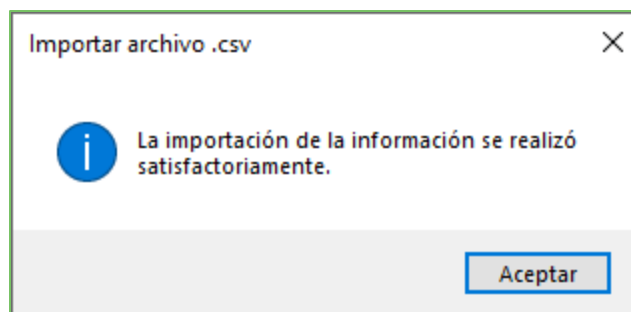 Importar archivo .csv
La importación de la información se realizó
satisfactoriamente.
Aceptar